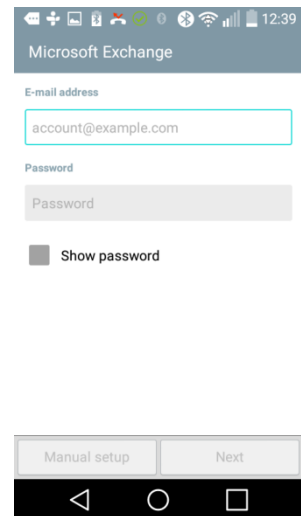 12:39
Microsoft Exchange
E-mail address
account@example.com
Password
Password
Show password
Manual setup
Next